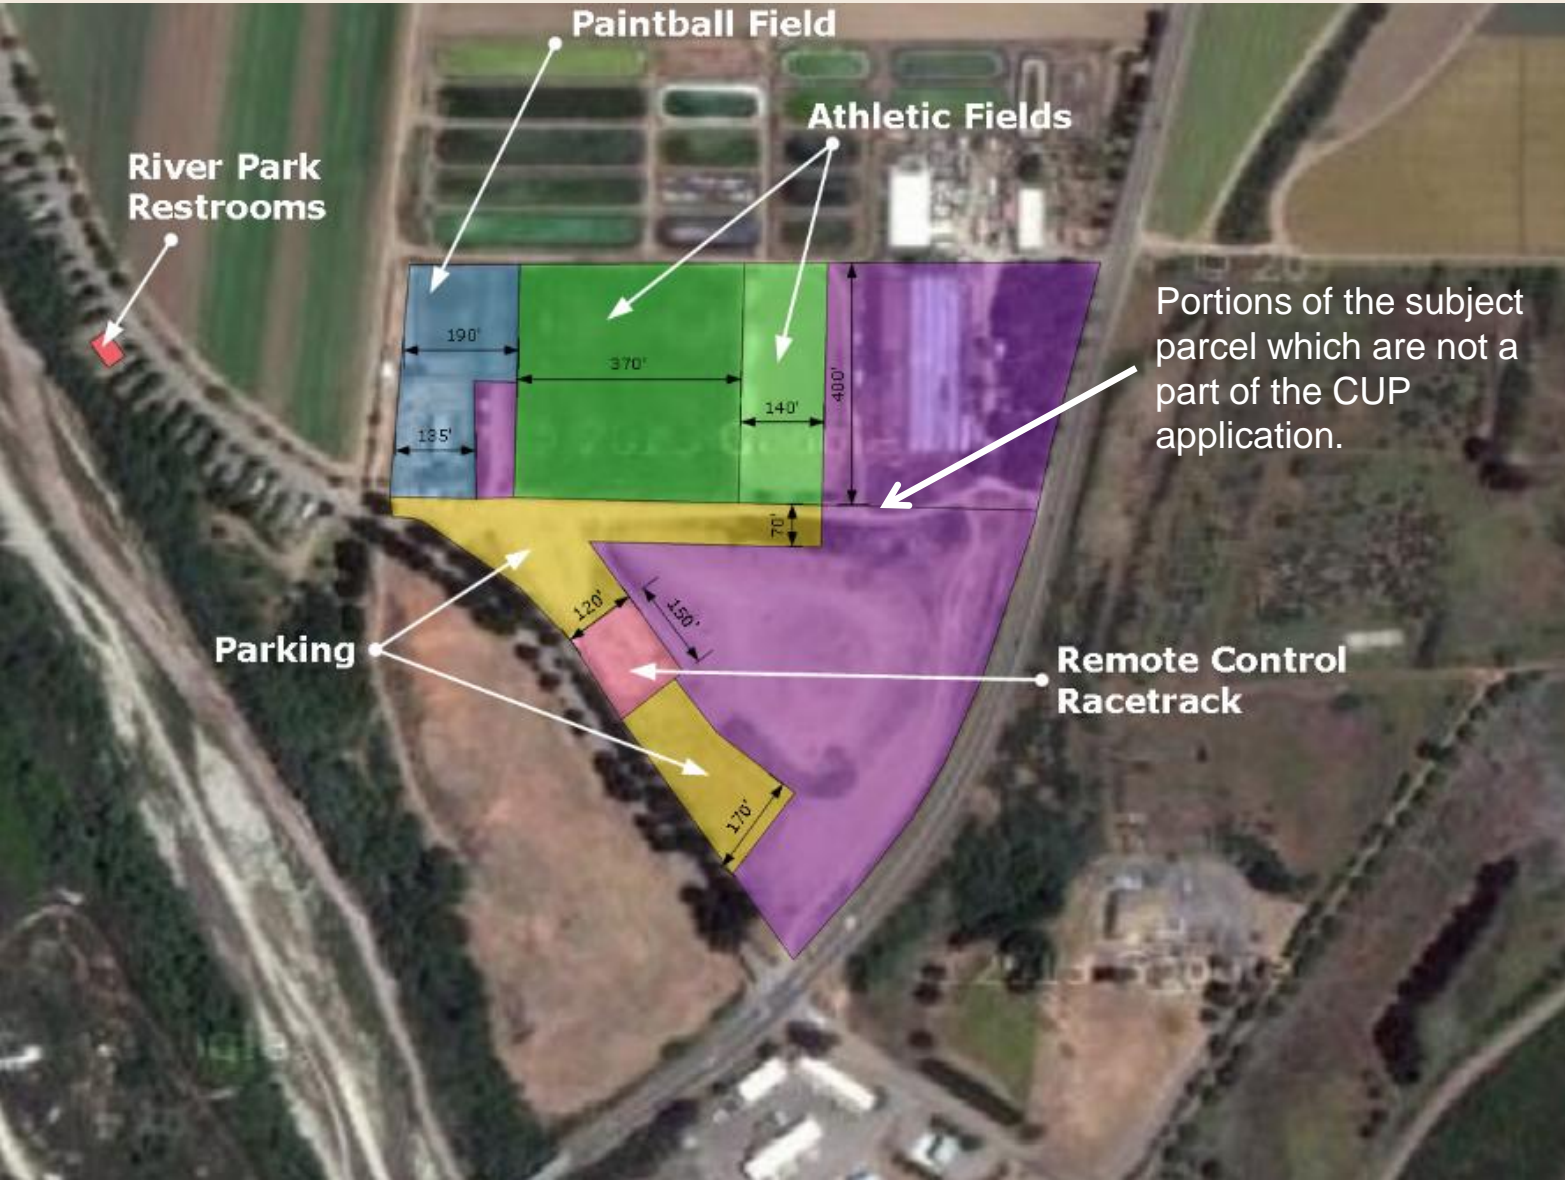 Paintball Field
Athletic Fields
River Park
Restrooms
Portions of the subject
parcel which are not a
part of the CUP
application.
190'
370'
400'
140'
135'
70'
120'
150'
Parking
Remote Control
Racetrack
170'